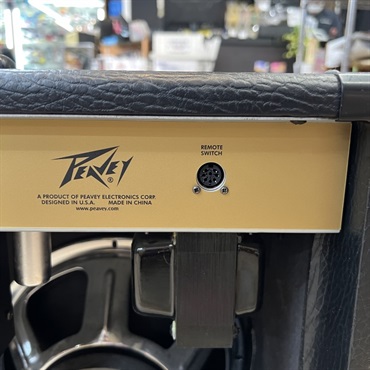 PEAVEY®
REMOTE
SWITCH
A PRODUCT OF PEAVEY ELECTRONICS CORP.
DESIGNED IN U.S.A. MADE IN CHINA
www.peavey.com